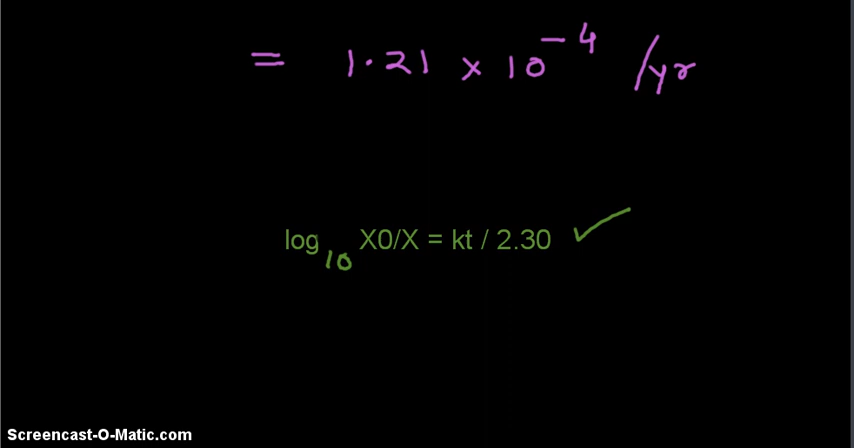 = 1.21 x 10⁻⁴ /yr
log₁₀ X0/X = kt / 2.30
Screencast-O-Matic.com